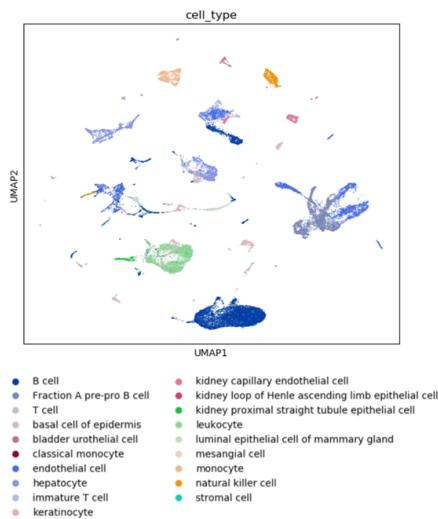 cell_type
UMAP2
UMAP1
B cell
Fraction A pre-pro B cell
T cell
basal cell of epidermis
bladder urothelial cell
classical monocyte
endothelial cell
hepatocyte
immature T cell
keratinocyte
kidney capillary endothelial cell
kidney loop of Henle ascending limb epithelial cell
kidney proximal straight tubule epithelial cell
leukocyte
luminal epithelial cell of mammary gland
mesangial cell
monocyte
natural killer cell
stromal cell